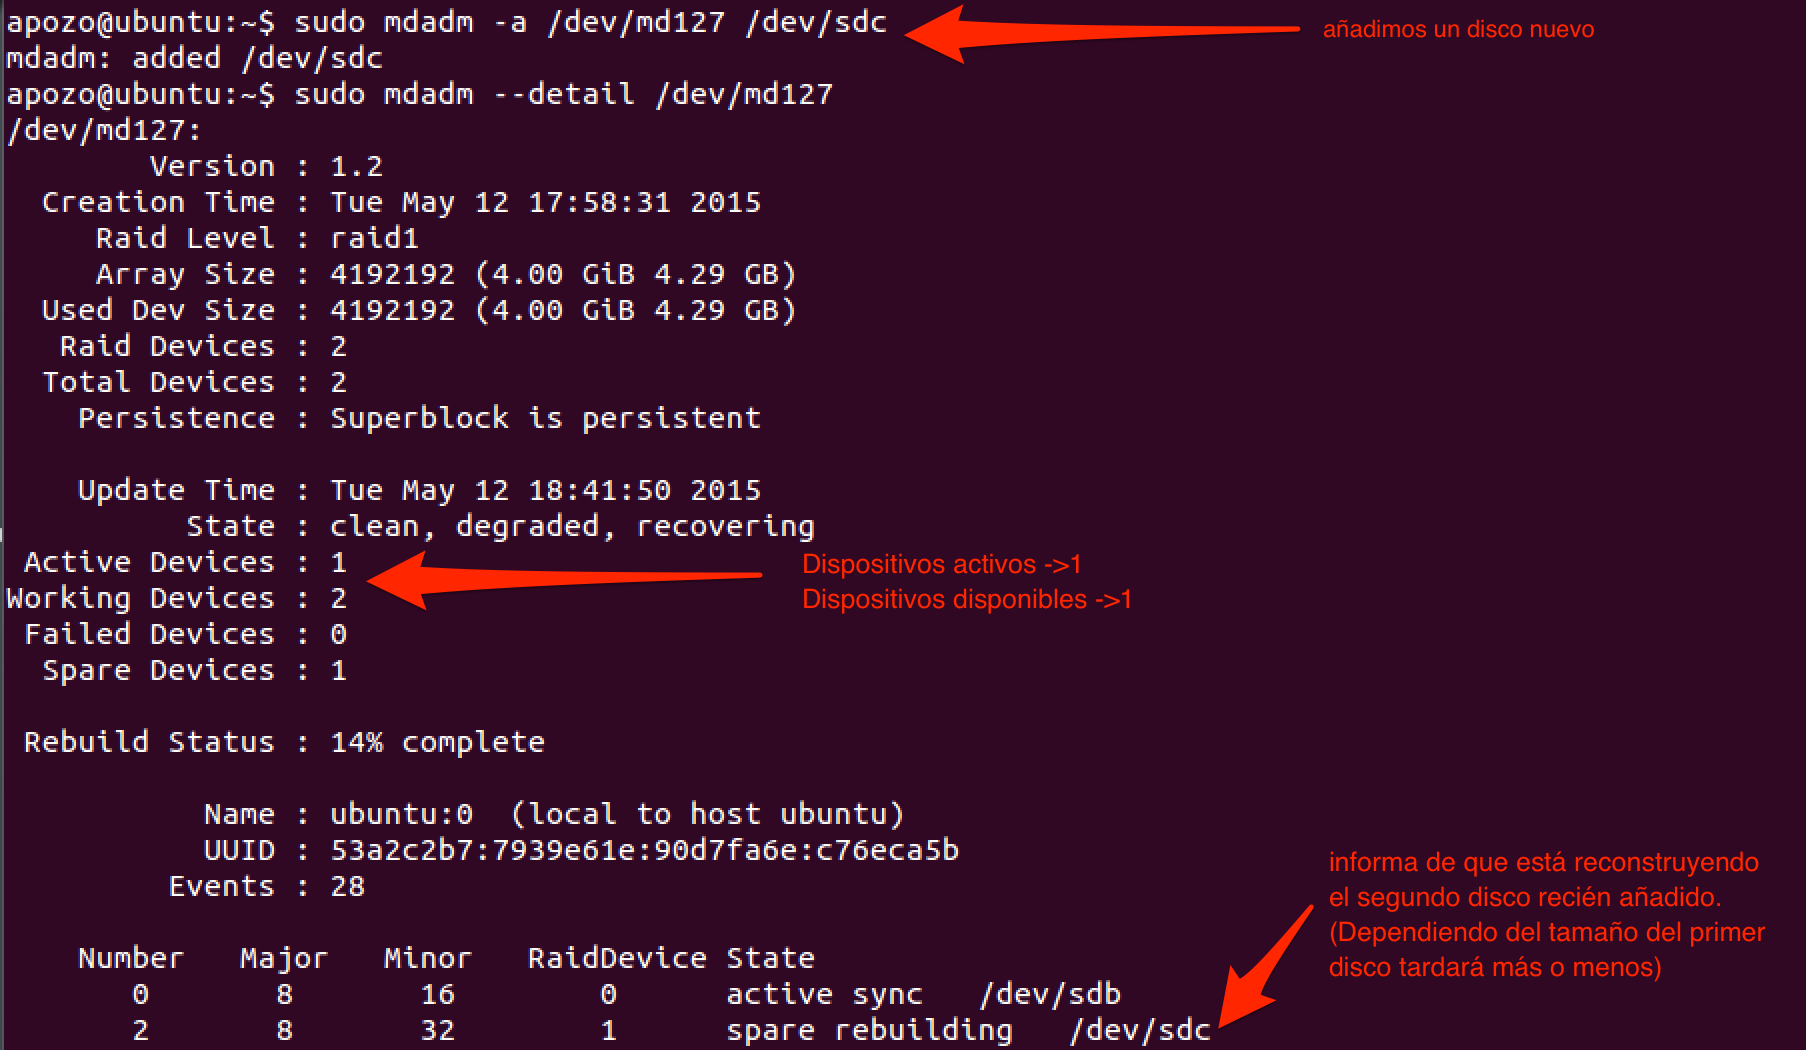 apozo@ubuntu:~$ sudo mdadm -a /dev/md127 /dev/sdc
añadimos un disco nuevo
mdadm: added /dev/sdc
apozo@ubuntu:~$ sudo mdadm --detail /dev/md127
/dev/md127:
Version : 1.2
Creation Time : Tue May 12 17:58:31 2015
Raid Level : raid1
Array Size : 4192192 (4.00 GiB 4.29 GB)
Used Dev Size : 4192192 (4.00 GiB 4.29 GB)
Raid Devices : 2
Total Devices : 2
Persistence : Superblock is persistent
Update Time : Tue May 12 18:41:50 2015
State : clean, degraded, recovering
Active Devices : 1
Working Devices : 2
Failed Devices : 0
Spare Devices : 1
Dispositivos activos ->1
Dispositivos disponibles ->1
Rebuild Status : 14% complete
Name : ubuntu:0  (local to host ubuntu)
UUID : 53a2c2b7:7939e61e:90d7fa6e:c76eca5b
Events : 28
informa de que está reconstruyendo
el segundo disco recién añadido.
(Dependiendo del tamaño del primer
disco tardará más o menos)
Number Major Minor RaidDevice State
0 8 16 0 active sync /dev/sdb
2 8 32 1 spare rebuilding /dev/sdc